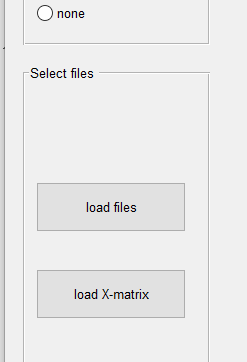 none
Select files
load files
load X-matrix